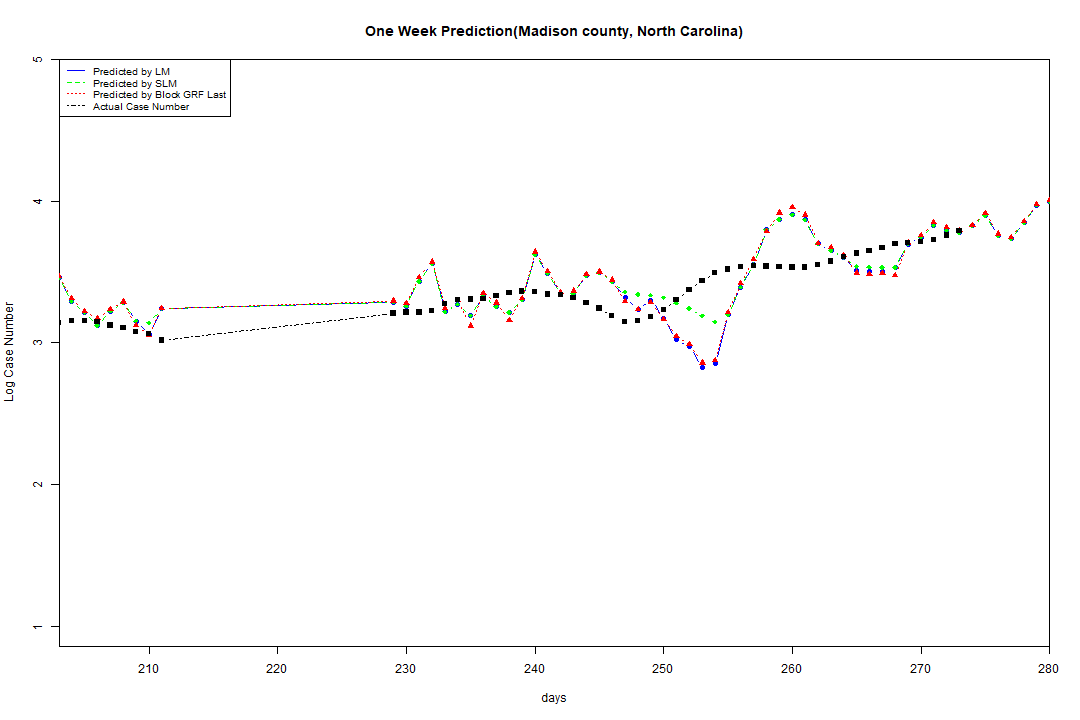 One Week Prediction(Madison county, North Carolina)
Predicted by LM
Predicted by SLM
Predicted by Block GRF Last
Actual Case Number
5
4
3
2
1
Log Case Number
210 220 230 240 250 260 270 280
days